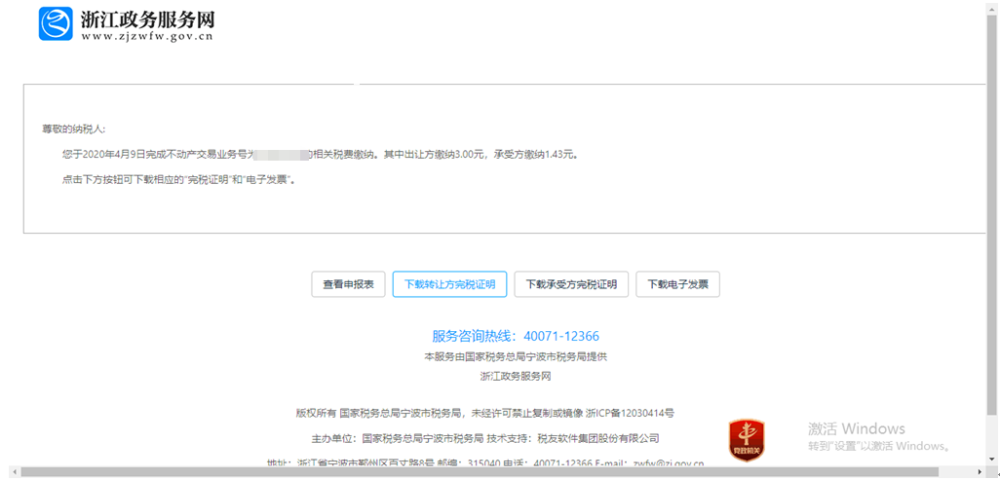 浙江政务服务网
www.zjzwfw.gov.cn
尊敬的纳税人:
您于2020年4月9日完成不动产交易业务号为 的相关税费缴纳。其中出让方缴纳3.00元，承受方缴纳1.43元。
点击下方按钮可下载相应的“完税证明”和“电子发票”。
查看申报表 下载转让方完税证明 下载承受方完税证明 下载电子发票
服务咨询热线：40071-12366
本服务由国家税务总局宁波市税务局提供
浙江政务服务网
版权所有 国家税务总局宁波市税务局，未经许可禁止复制或镜像 浙ICP备12030414号
主办单位：国家税务总局宁波市税务局 技术支持：税友软件集团股份有限公司
地址：浙江省宁波市鄞州区百丈路8号 邮编：315040 电话：40071-12366 E-mail：zwfw@zj.gov.cn
党政机关
激活 Windows
转到“设置”以激活 Windows。